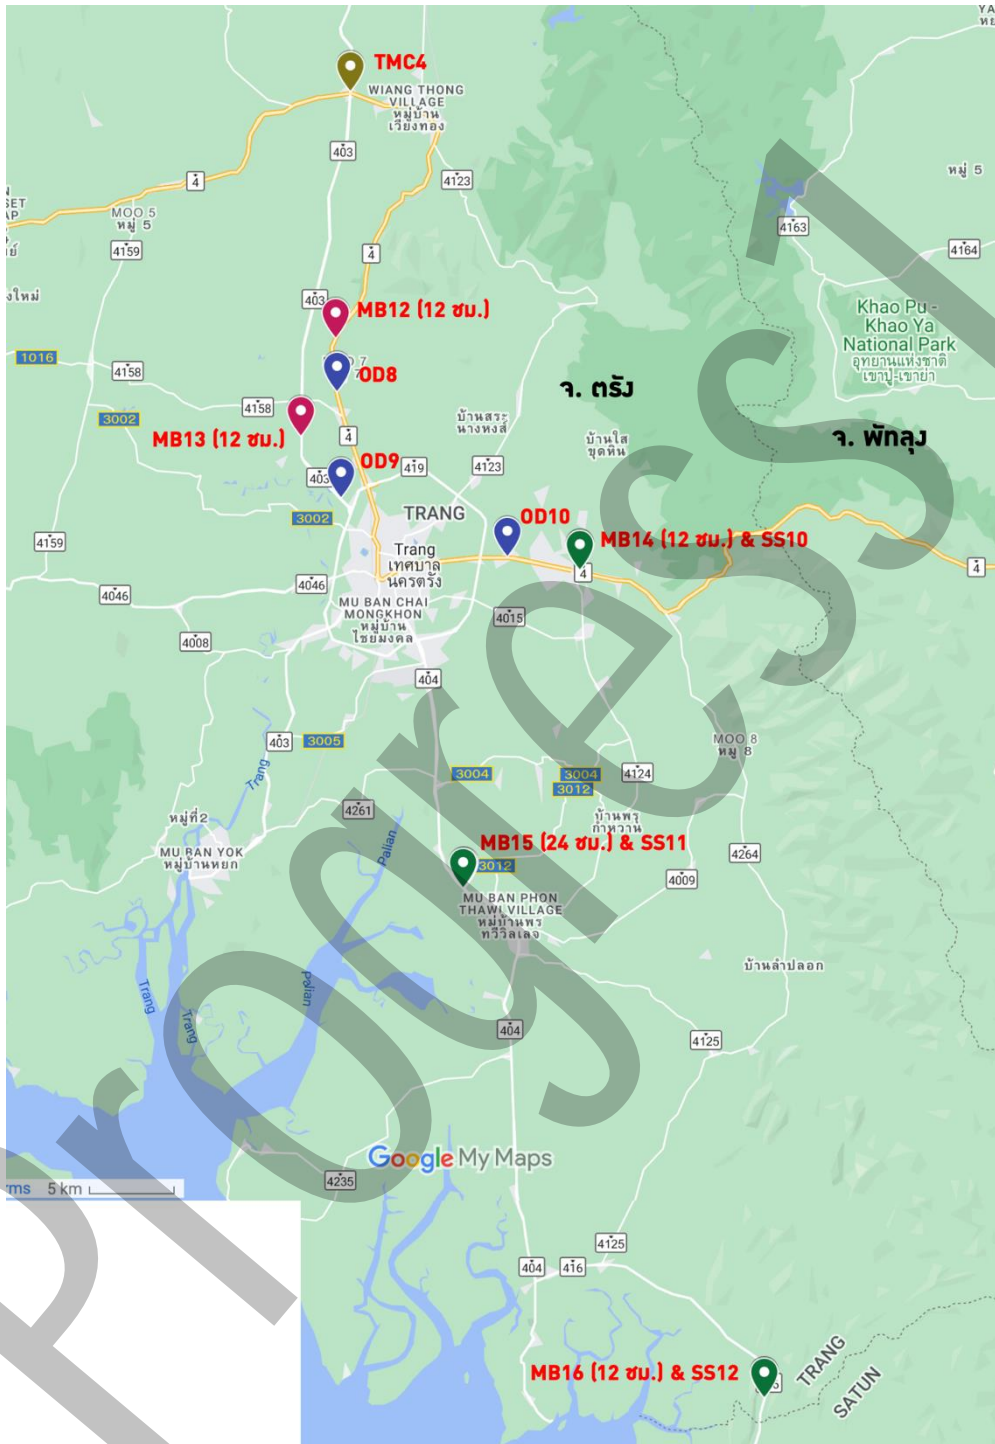 YA
TMC4
WIANG THONG
VILLAGE
หมู่บ้าน
เวียงทอง
403
4
4123
หมู่ 5
SET
AP
MOO 5
หมู่ 5
4159
4
4163
4164
403
MB12 (12 ชม.)
Khao Pu -
Khao Ya
National Park
อุทยานแห่งชาติ
เขาปู่-เขาย่า
1016
4158
7
OD8
จ. ตรัง
4158
3002
MB13 (12 ชม.)
4
บ้านสระ
นางหงส์
บ้านใส
ขุดหิน
จ. พัทลุง
OD9
403
419
4123
3002
TRANG
OD10
MB14 (12 ชม.) & SS10
4159
Trang
เทศบาล
นครตรัง
4
4
4046
4046
MU BAN CHAI
MONGKHON
หมู่บ้าน
ไชยมงคล
4015
4008
404
403
3005
MOO 8
หมู่ 8
Trang
3004
3004
3012
4124
4261
หมู่ที่2
บ้านพรุ
กำหวาน
Palian
MB15 (24 ชม.) & SS11
MU BAN YOK
หมู่บ้านหยก
3012
4264
4009
MU BAN PHON
THAWI VILLAGE
หมู่บ้านพร
ทวีวิลเลจ
บ้านลำปลอก
Trang
Trang
Palian
404
4125
Google My Maps
4235
rms 5 km
4125
404
416
MB16 (12 ชม.) & SS12
TRANG
SATUN
Progress 1